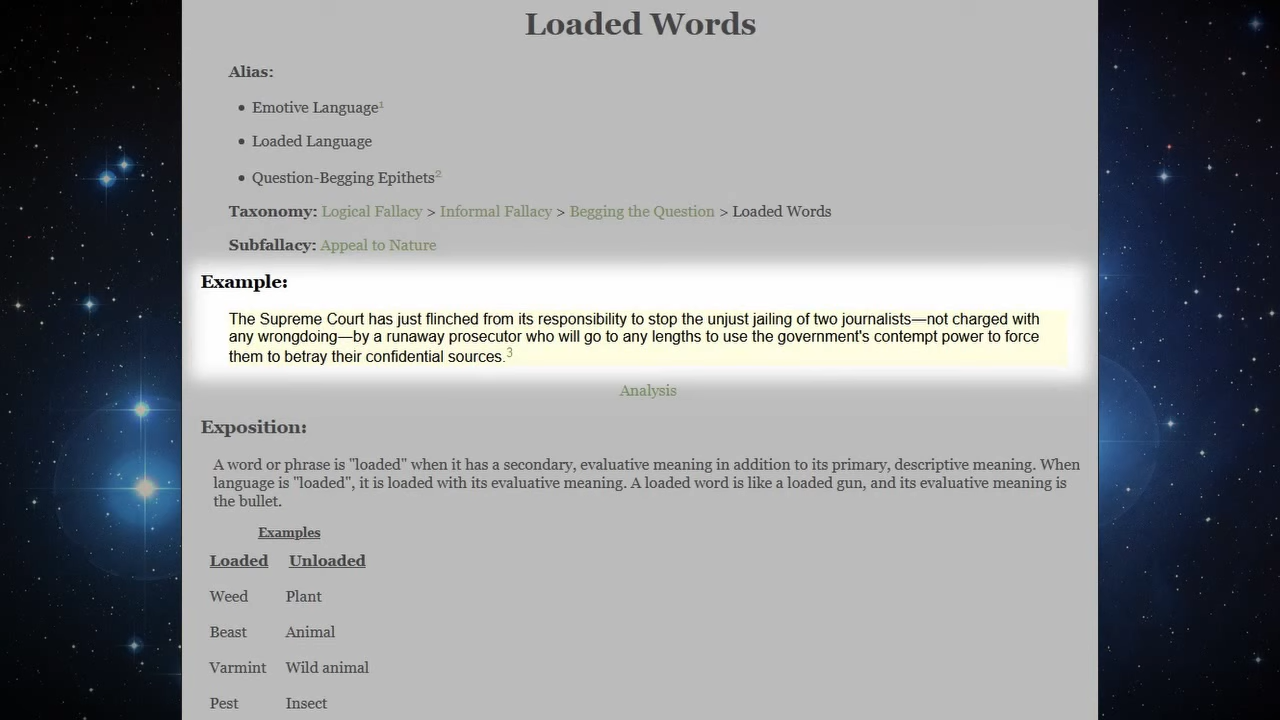 Loaded Words
Alias:
• Emotive Language1
• Loaded Language
• Question-Begging Epithets2
Taxonomy: Logical Fallacy > Informal Fallacy > Begging the Question > Loaded Words
Subfallacy: Appeal to Nature
Example:
The Supreme Court has just flinched from its responsibility to stop the unjust jailing of two journalists—not charged with
any wrongdoing—by a runaway prosecutor who will go to any lengths to use the government's contempt power to force
them to betray their confidential sources.3
Analysis
Exposition:
A word or phrase is "loaded" when it has a secondary, evaluative meaning in addition to its primary, descriptive meaning. When
language is "loaded", it is loaded with its evaluative meaning. A loaded word is like a loaded gun, and its evaluative meaning is
the bullet.
Examples
Loaded Unloaded
Weed Plant
Beast Animal
Varmint Wild animal
Pest Insect